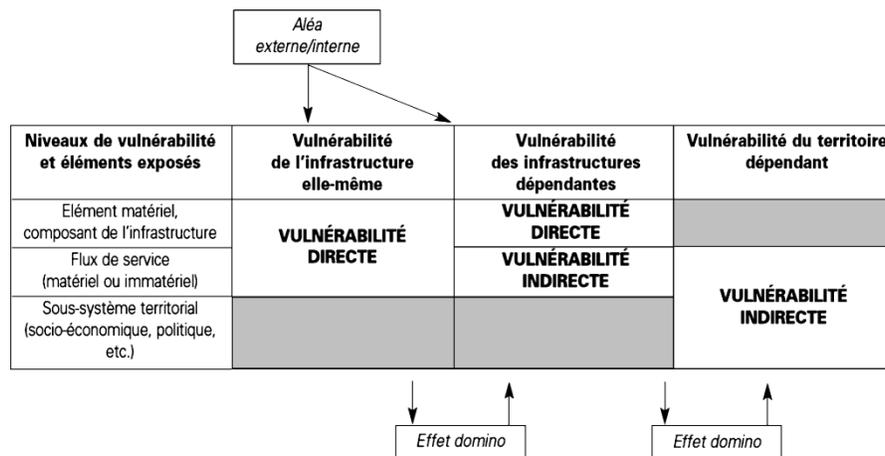 Aléa
externe/interne
Niveaux de vulnérabilité
et éléments exposés
Vulnérabilité
de l'infrastructure
elle-même
Vulnérabilité
des infrastructures
dépendantes
Vulnérabilité du territoire
dépendant
Elément matériel,
composant de l'infrastructure
VULNÉRABILITÉ
DIRECTE
VULNÉRABILITÉ
DIRECTE
Flux de service
(matériel ou immatériel)
VULNÉRABILITÉ
INDIRECTE
VULNÉRABILITÉ
INDIRECTE
Sous-système territorial
(socio-économique, politique,
etc.)
Effet domino
Effet domino